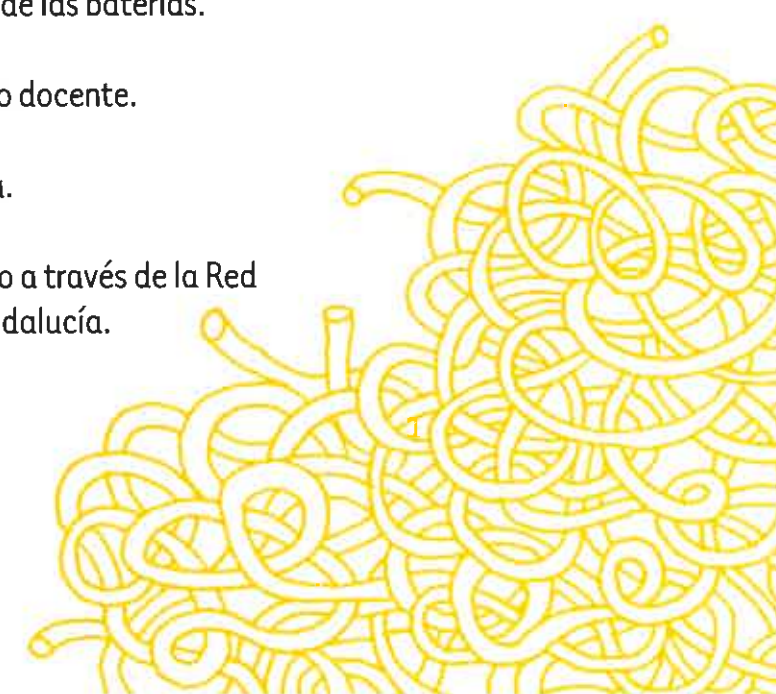 de las baterías.
o docente.
a.
o a través de la Red
dalucía.